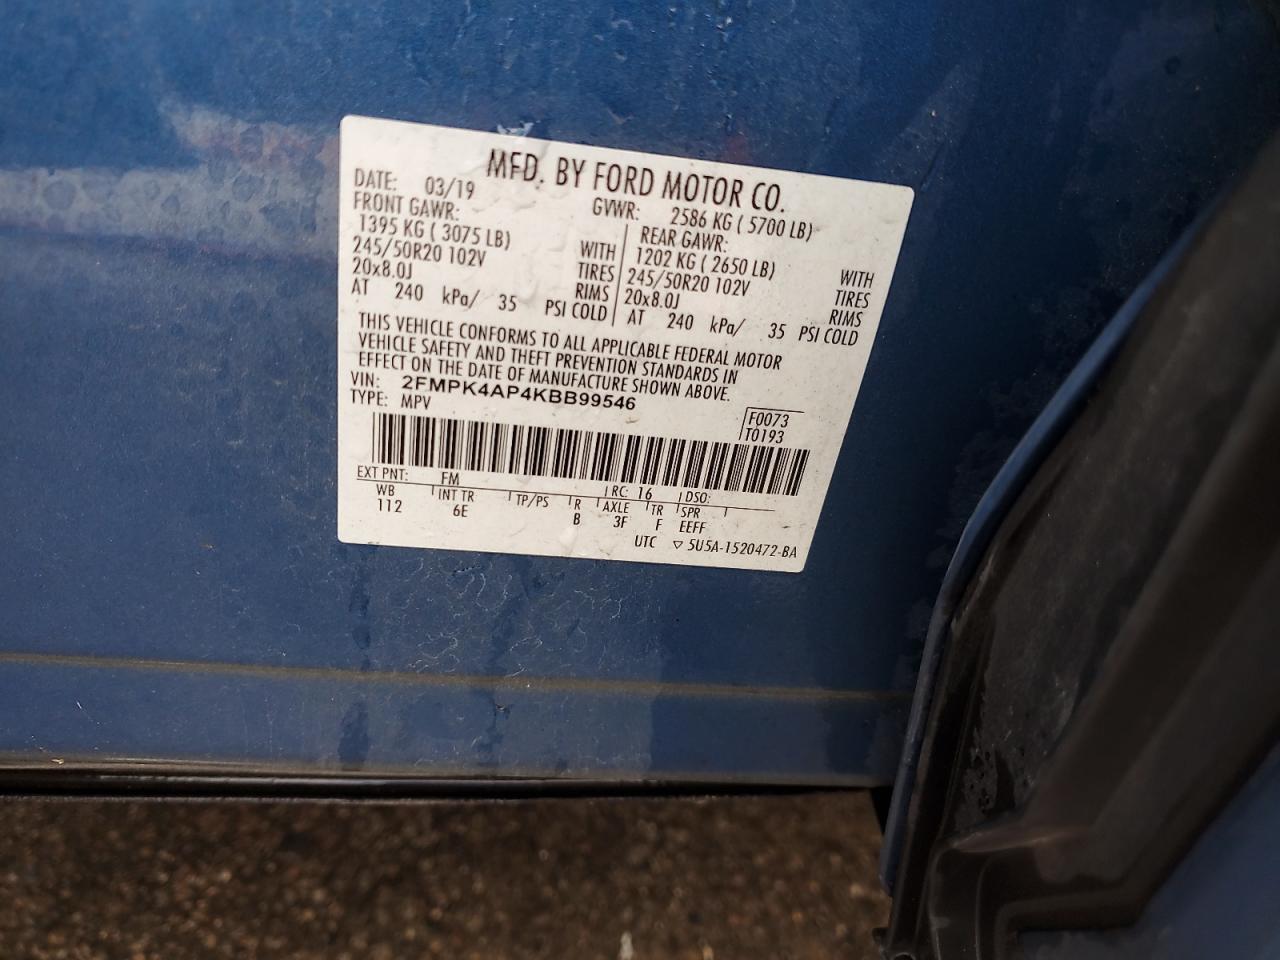 MFD. BY FORD MOTOR CO.
DATE: 03/19 GVWR: 2586 KG ( 5700 LB)
FRONT GAWR: REAR GAWR:
1395 KG ( 3075 LB) WITH 1202 KG ( 2650 LB) WITH
245/50R20 102V TIRES 245/50R20 102V TIRES
20x8.0J RIMS 20x8.0J RIMS
AT 240 kPa/ 35 PSI COLD AT 240 kPa/ 35 PSI COLD
THIS VEHICLE CONFORMS TO ALL APPLICABLE FEDERAL MOTOR
VEHICLE SAFETY AND THEFT PREVENTION STANDARDS IN
EFFECT ON THE DATE OF MANUFACTURE SHOWN ABOVE.
VIN: 2FMPK4AP4KBB99546
TYPE: MPV F0073
T0193
EXT PNT: FM RC: 16 DSO:
WB INT TR TP/PS R AXLE TR SPR
112 6E B 3F F EEFF
UTC ▽ 5U5A-1520472-BA